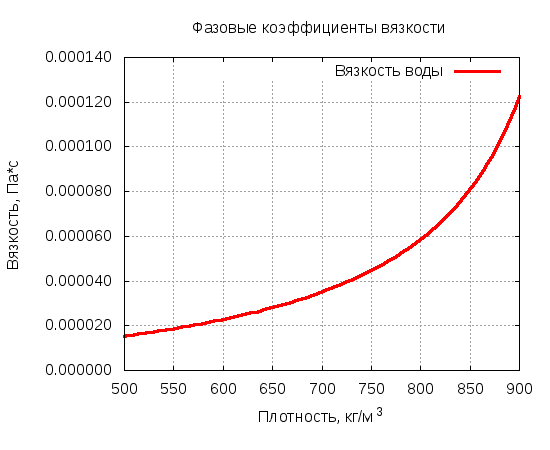 Фазовые коэффициенты вязкости
Вязкость воды
Вязкость, Па*с
0.000140
0.000120
0.000100
0.000080
0.000060
0.000040
0.000020
0.000000
500 550 600 650 700 750 800 850 900
Плотность, кг/м³